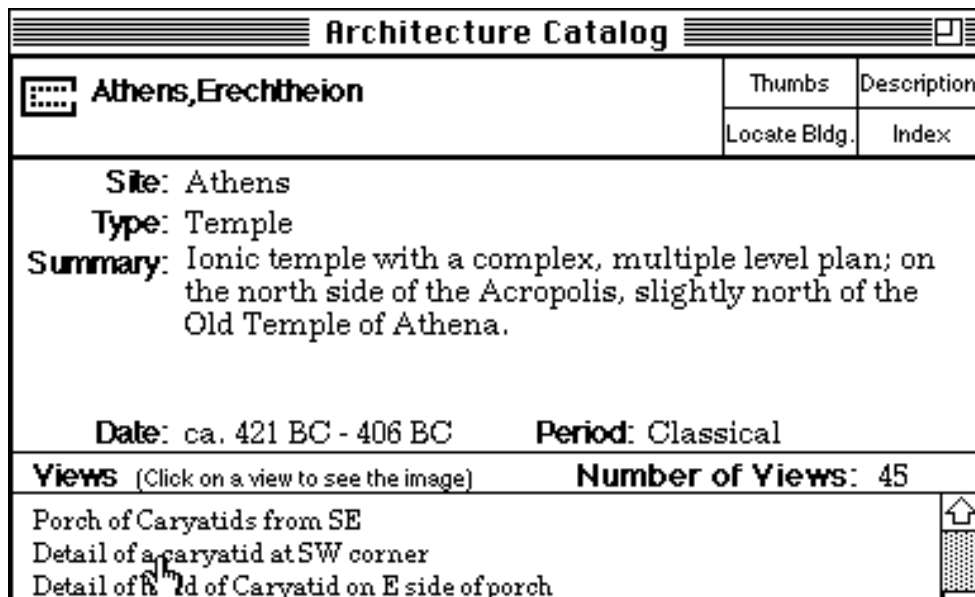 Architecture Catalog
Athens,Erechtheion
Thumbs Description
Locate Bldg. Index
Site: Athens
Type: Temple
Summary: Ionic temple with a complex, multiple level plan; on
the north side of the Acropolis, slightly north of the
Old Temple of Athena.
Date: ca. 421 BC - 406 BC Period: Classical
Views (Click on a view to see the image) Number of Views: 45
Porch of Caryatids from SE
Detail of a caryatid at SW corner
Detail of of Caryatid on E side of porch